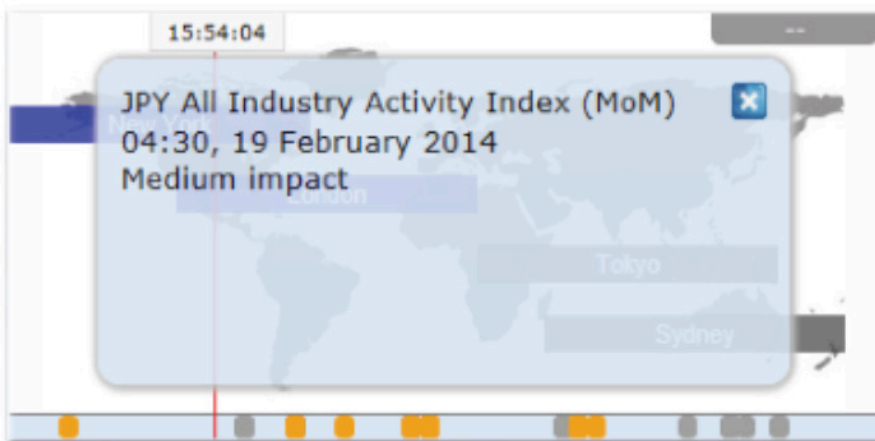 15:54:04
--
JPY All Industry Activity Index (MoM)
04:30, 19 February 2014
Medium impact
New York
London
Tokyo
Sydney